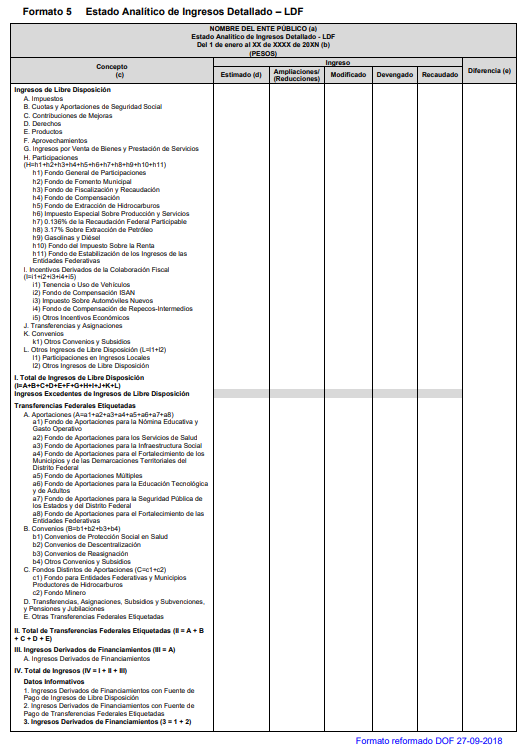 Formato 5 Estado Analítico de Ingresos Detallado – LDF
NOMBRE DEL ENTE PÚBLICO (a)
Estado Analítico de Ingresos Detallado - LDF
Del 1 de enero al XX de XXXX de 20XN (b)
(PESOS)
Concepto
(c)
Ingreso
Estimado (d)
Ampliaciones/
(Reducciones)
Modificado
Devengado
Recaudado
Diferencia (e)
Ingresos de Libre Disposición
A. Impuestos
B. Cuotas y Aportaciones de Seguridad Social
C. Contribuciones de Mejoras
D. Derechos
E. Productos
F. Aprovechamientos
G. Ingresos por Venta de Bienes y Prestación de Servicios
H. Participaciones
(H=h1+h2+h3+h4+h5+h6+h7+h8+h9+h10+h11)
h1) Fondo General de Participaciones
h2) Fondo de Fomento Municipal
h3) Fondo de Fiscalización y Recaudación
h4) Fondo de Compensación
h5) Fondo de Extracción de Hidrocarburos
h6) Impuesto Especial Sobre Producción y Servicios
h7) 0.136% de la Recaudación Federal Participable
h8) 3.17% Sobre Extracción de Petróleo
h9) Gasolinas y Diésel
h10) Fondo del Impuesto Sobre la Renta
h11) Fondo de Estabilización de los Ingresos de las
Entidades Federativas
I. Incentivos Derivados de la Colaboración Fiscal
(I=i1+i2+i3+i4+i5)
i1) Tenencia o Uso de Vehículos
i2) Fondo de Compensación ISAN
i3) Impuesto Sobre Automóviles Nuevos
i4) Fondo de Compensación de Repecos-Intermedios
i5) Otros Incentivos Económicos
J. Transferencias y Asignaciones
K. Convenios
k1) Otros Convenios y Subsidios
L. Otros Ingresos de Libre Disposición (L=l1+l2)
l1) Participaciones en Ingresos Locales
l2) Otros Ingresos de Libre Disposición
I. Total de Ingresos de Libre Disposición
(I=A+B+C+D+E+F+G+H+I+J+K+L)
Ingresos Excedentes de Ingresos de Libre Disposición
Transferencias Federales Etiquetadas
A. Aportaciones (A=a1+a2+a3+a4+a5+a6+a7+a8)
a1) Fondo de Aportaciones para la Nómina Educativa y
Gasto Operativo
a2) Fondo de Aportaciones para los Servicios de Salud
a3) Fondo de Aportaciones para la Infraestructura Social
a4) Fondo de Aportaciones para el Fortalecimiento de los
Municipios y de las Demarcaciones Territoriales del
Distrito Federal
a5) Fondo de Aportaciones Múltiples
a6) Fondo de Aportaciones para la Educación Tecnológica
y de Adultos
a7) Fondo de Aportaciones para la Seguridad Pública de
los Estados y del Distrito Federal
a8) Fondo de Aportaciones para el Fortalecimiento de las
Entidades Federativas
B. Convenios (B=b1+b2+b3+b4)
b1) Convenios de Protección Social en Salud
b2) Convenios de Descentralización
b3) Convenios de Reasignación
b4) Otros Convenios y Subsidios
C. Fondos Distintos de Aportaciones (C=c1+c2)
c1) Fondo para Entidades Federativas y Municipios
Productores de Hidrocarburos
c2) Fondo Minero
D. Transferencias, Asignaciones, Subsidios y Subvenciones,
y Pensiones y Jubilaciones
E. Otras Transferencias Federales Etiquetadas
II. Total de Transferencias Federales Etiquetadas (II = A + B
+ C + D + E)
III. Ingresos Derivados de Financiamientos (III = A)
A. Ingresos Derivados de Financiamientos
IV. Total de Ingresos (IV = I + II + III)
Datos Informativos
1. Ingresos Derivados de Financiamientos con Fuente de
Pago de Ingresos de Libre Disposición
2. Ingresos Derivados de Financiamientos con Fuente de
Pago de Transferencias Federales Etiquetadas
3. Ingresos Derivados de Financiamientos (3 = 1 + 2)
Formato reformado DOF 27-09-2018